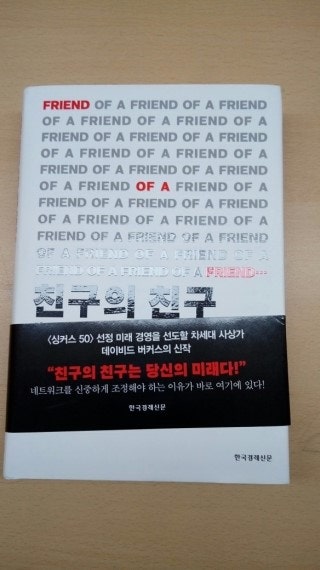 FRIEND OF A FRIEND OF A FRIEND
OF A FRIEND OF A FRIEND OF A
FRIEND OF A FRIEND OF A FRIEND
OF A FRIEND OF A FRIEND OF A
FRIEND OF A FRIEND OF A FRIEND
OF A FRIEND OF A FRIEND OF A
FRIEND OF A FRIEND OF A FRIEND
OF A FRIEND OF A FRIEND OF A
FRIEND OF A FRIEND OF A FRIEND
OF A FRIEND OF A FRIEND OF A
FRIEND OF A FRIEND OF A FRIEND…
친구의 친구
〈싱커스 50〉 선정 미래 경영을 선도할 차세대 사상가
데이비드 버커스의 신작
“친구의 친구는 당신의 미래다!”
네트워크를 신중하게 조정해야 하는 이유가 바로 여기에 있다!
한국경제신문
한국경제신문